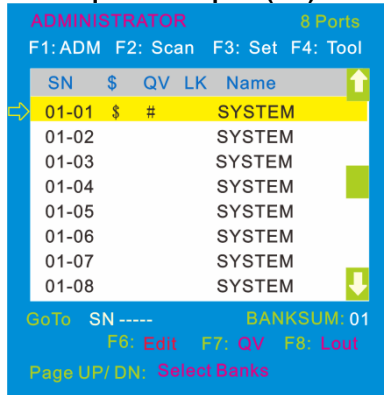 ADMINISTRATOR 8 Ports
F1: ADM F2: Scan F3: Set F4: Tool
SN $ QV LK Name
01-01 $ # SYSTEM
01-02 SYSTEM
01-03 SYSTEM
01-04 SYSTEM
01-05 SYSTEM
01-06 SYSTEM
01-07 SYSTEM
01-08 SYSTEM
GoTo SN ----- BANKSUM: 01
F6: Edit F7: QV F8: Lout
Page UP/ DN: Select Banks